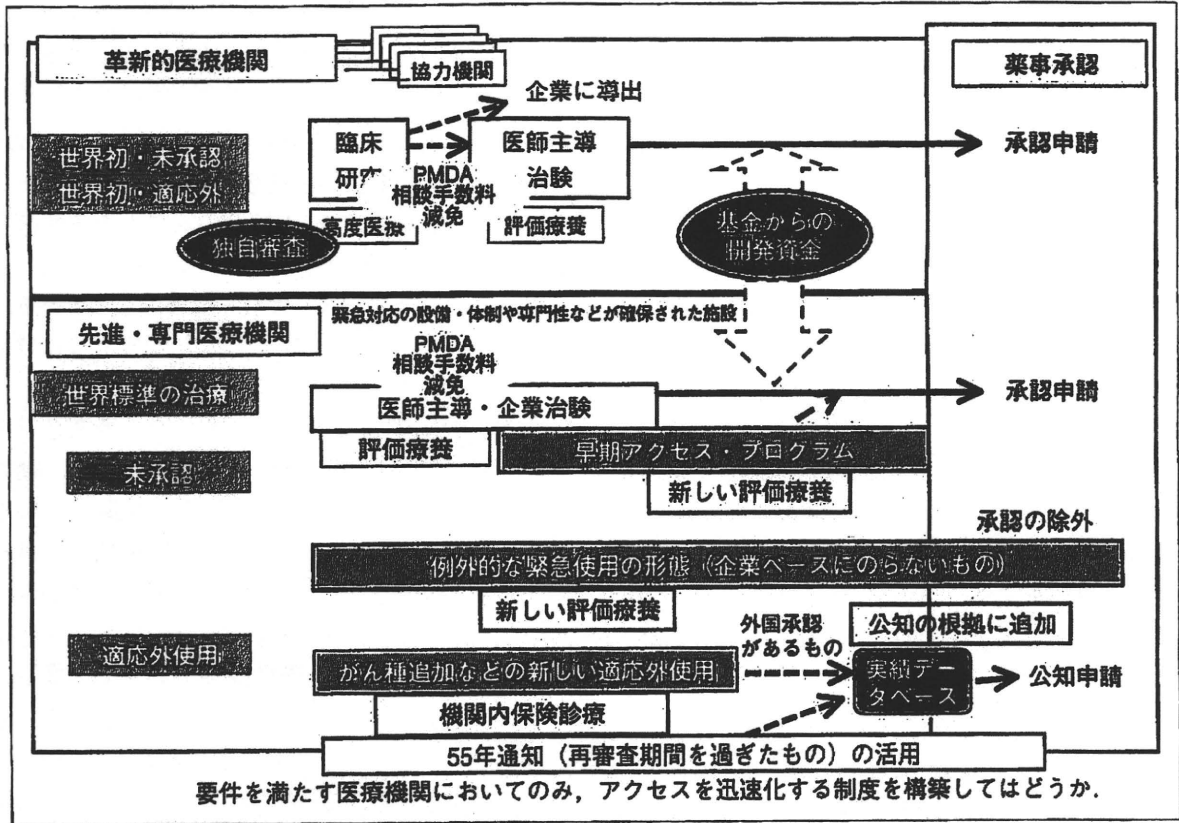 革新的医療機関
協力機関
薬事承認
企業に導出
世界初・未承認
世界初・適応外
臨床
研究
医師主導
治験
承認申請
PMDA
相談手数料
減免
高度医療
評価療養
独自審査
基金からの
開発資金
先進・専門医療機関
緊急対応の設備・体制や専門性などが確保された施設
PMDA
相談手数料
減免
世界標準の治療
医師主導・企業治験
承認申請
評価療養
早期アクセス・プログラム
未承認
新しい評価療養
承認の除外
例外的な緊急使用の形態(企業ベースにのらないもの)
新しい評価療養
外国承認
があるもの
公知の根拠に追加
適応外使用
がん種追加などの新しい適応外使用
実績デー
タベース
公知申請
機関内保険診療
55年通知(再審査期間を過ぎたもの)の活用
要件を満たす医療機関においてのみ,アクセスを迅速化する制度を構築してはどうか.